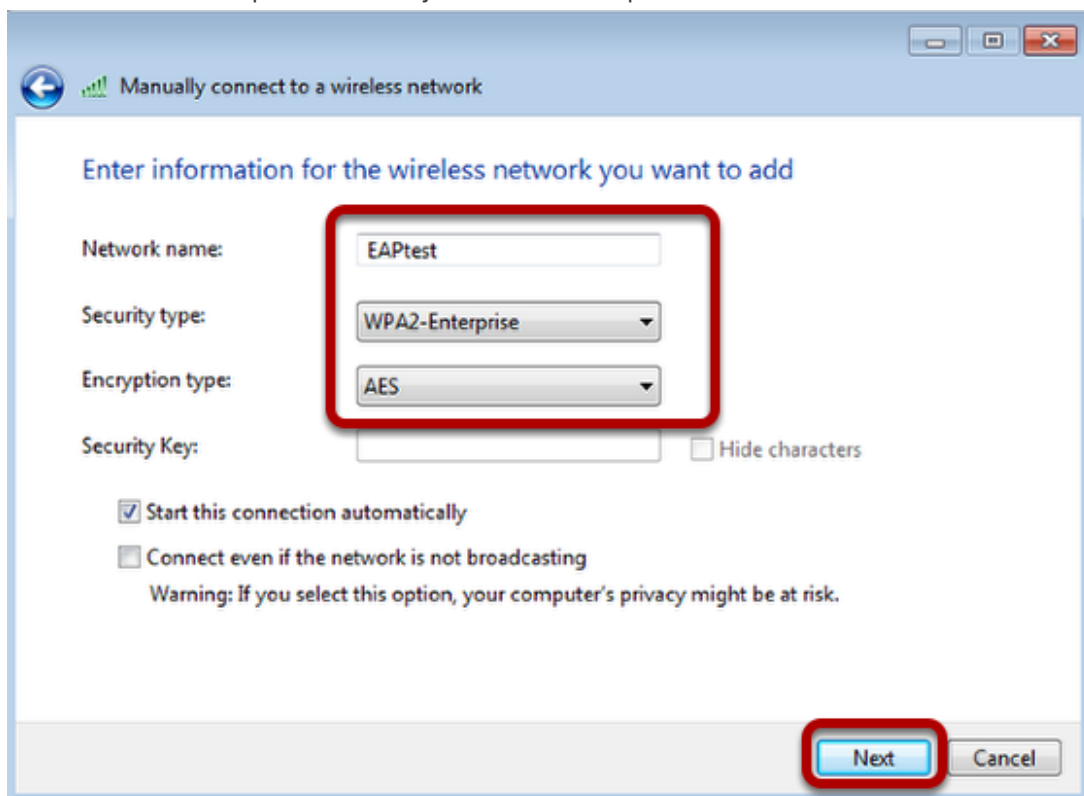 Manually connect to a wireless network
Enter information for the wireless network you want to add
Network name: EAPtest
Security type: WPA2-Enterprise
Encryption type: AES
Security Key: Hide characters
Start this connection automatically
Connect even if the network is not broadcasting
Warning: If you select this option, your computer's privacy might be at risk.
Next Cancel